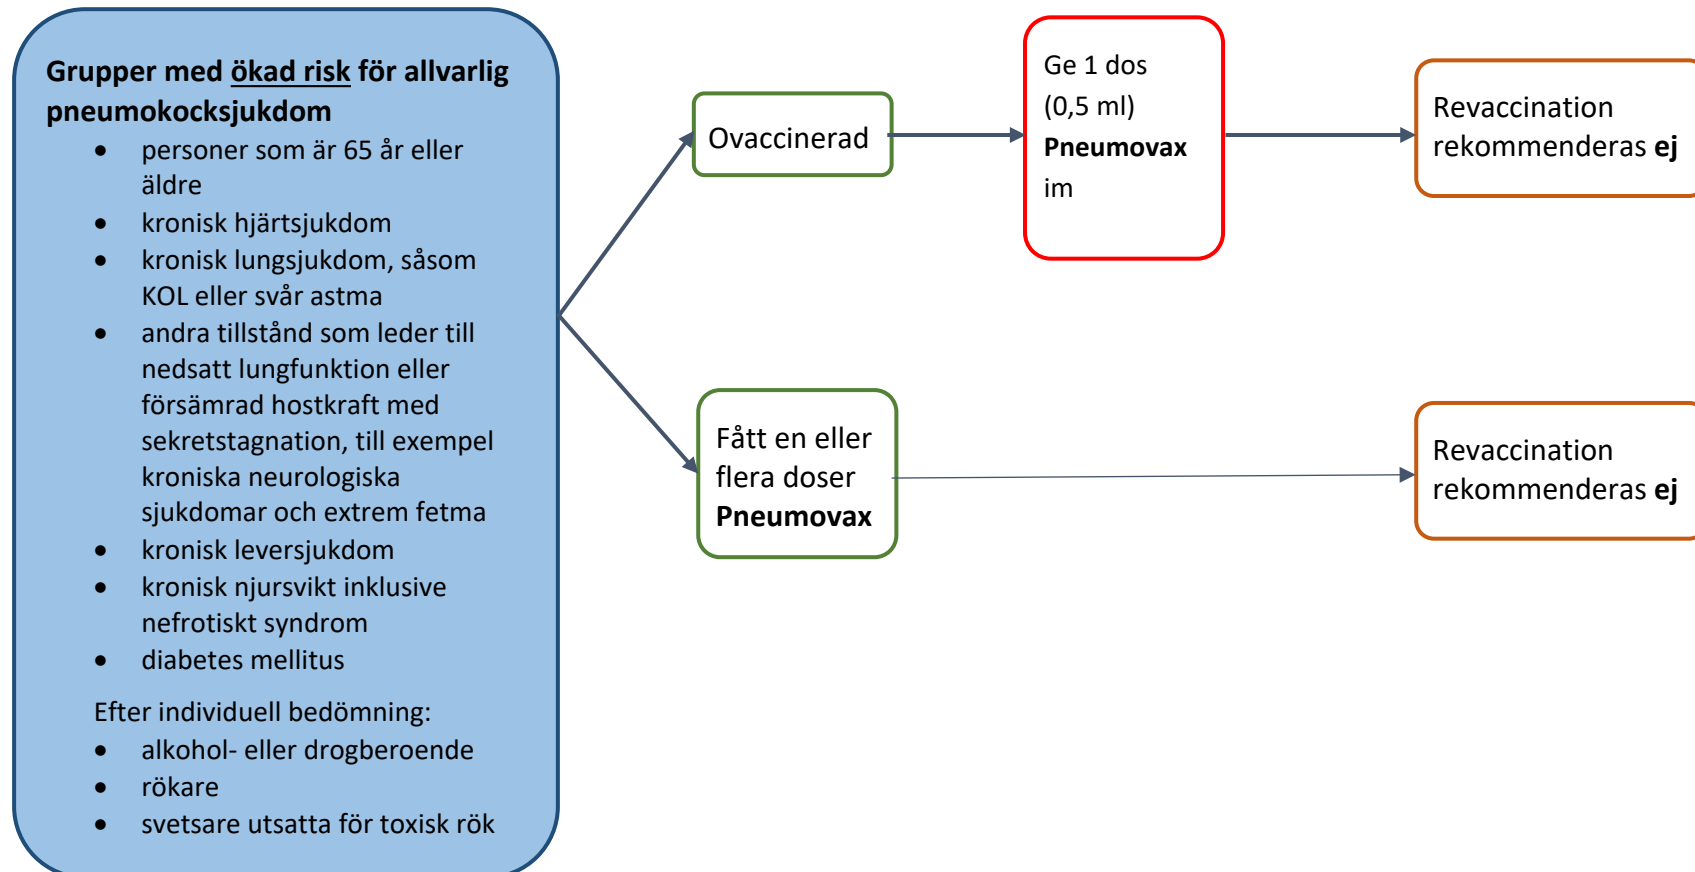 Grupper med ökad risk för allvarlig
pneumokocksjukdom
• personer som är 65 år eller
äldre
• kronisk hjärtsjukdom
• kronisk lungsjukdom, såsom
KOL eller svår astma
• andra tillstånd som leder till
nedsatt lungfunktion eller
försämrad hostkraft med
sekretstagnation, till exempel
kroniska neurologiska
sjukdomar och extrem fetma
• kronisk leversjukdom
• kronisk njursvikt inklusive
nefrotiskt syndrom
• diabetes mellitus
Efter individuell bedömning:
• alkohol- eller drogberoende
• rökare
• svetsare utsatta för toxisk rök
Ovaccinerad
Ge 1 dos
(0,5 ml)
Pneumovax
im
Revaccination
rekommenderas ej
Fått en eller
flera doser
Pneumovax
Revaccination
rekommenderas ej